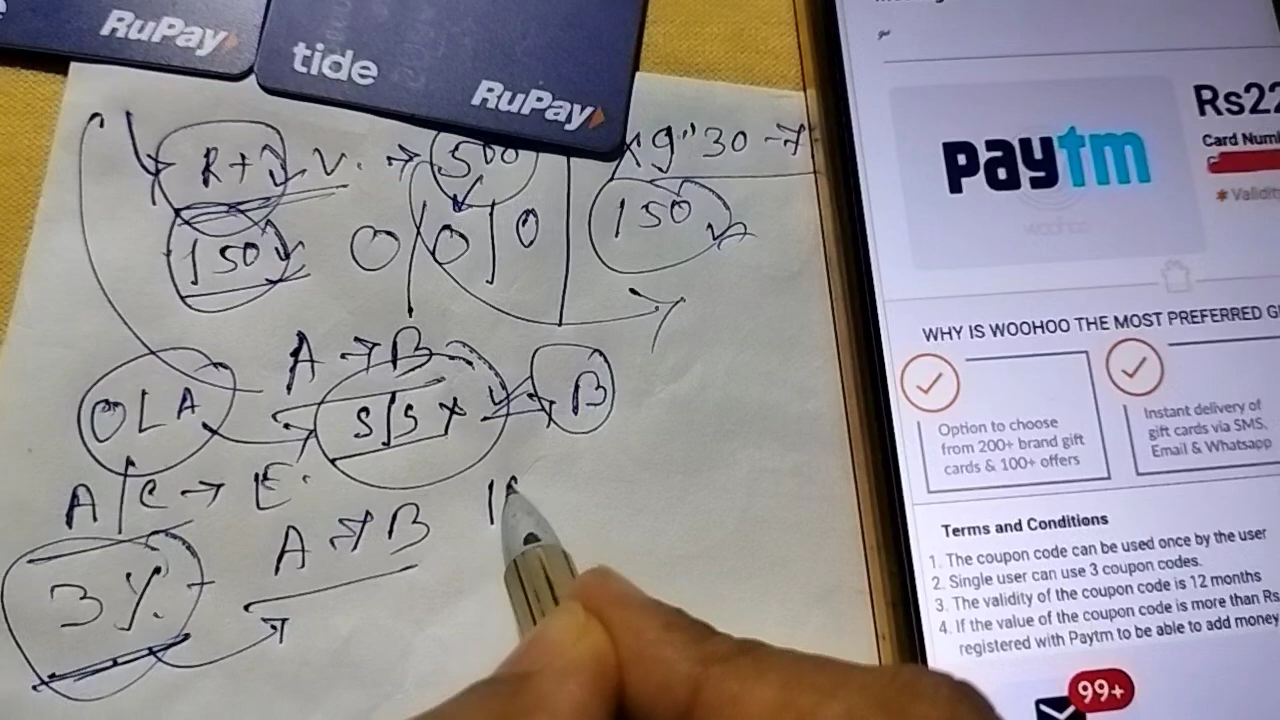 RuPay
tide
RuPay
R+J.V. → 500
150
0 | 0 | 0
"30 -7
150
A → B
OLA
B
A/C → E.
A → B
3%
Rs22
paytm
Card Num
Validit
woohoo
WHY IS WOOHOO THE MOST PREFERRED G
Option to choose
from 200+ brand gift
cards & 100+ offers
Instant delivery of
gift cards via SMS,
Email & Whatsapp
Terms and Conditions
1. The coupon code can be used once by the user
2. Single user can use 3 coupon codes.
3. The validity of the coupon code is 12 months
4. If the value of the coupon code is more than Rs
registered with Paytm to be able to add money
99+